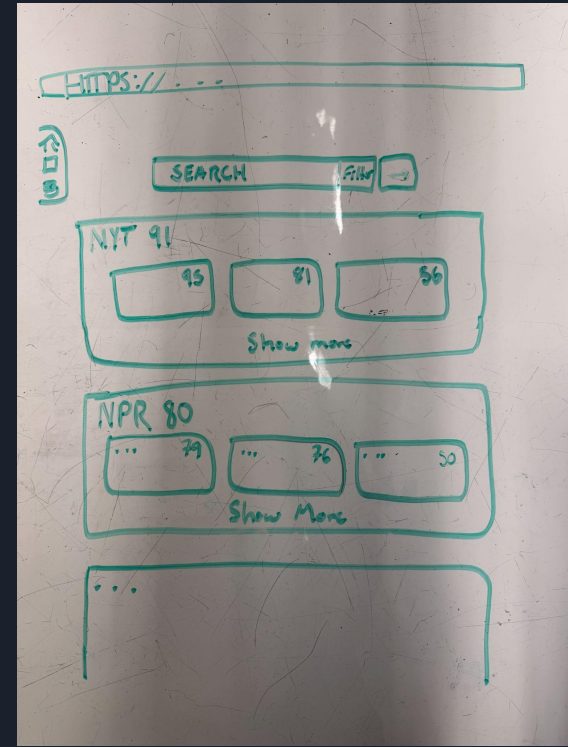 HTTPS:// . . .
SEARCH Filter →
NYT 91
95 81 56
Show more
NPR 80
... 79 ... 76 ... 50
Show More
...